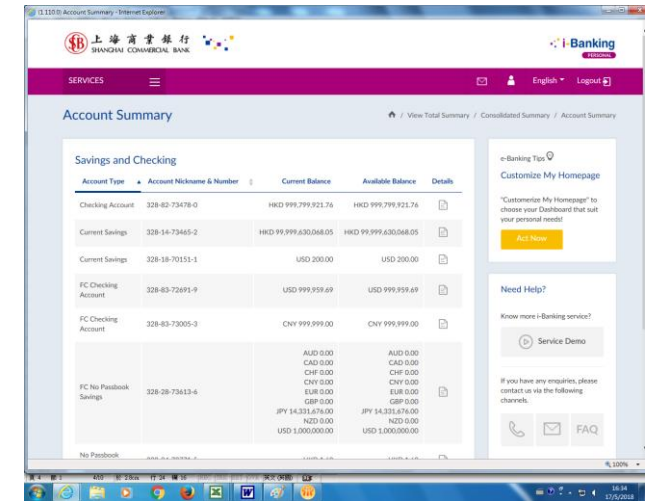 (1.110.0) Account Summary - Internet Explorer
上海商業銀行
SHANGHAI COMMERCIAL BANK
i-Banking
PERSONAL
SERVICES
English
Logout
Account Summary
/ View Total Summary / Consolidated Summary / Account Summary
Savings and Checking
Account Type Account Nickname & Number Current Balance Available Balance Details
Checking Account 328-82-73478-0 HKD 999,799,921.76 HKD 999,799,921.76
Current Savings 328-14-73465-2 HKD 99,999,630,068.05 HKD 99,999,630,068.05
Current Savings 328-18-70151-1 USD 200.00 USD 200.00
FC Checking
Account 328-83-72691-9 USD 999,959.69 USD 999,959.69
FC Checking
Account 328-83-73005-3 CNY 999,999.00 CNY 999,999.00
AUD 0.00 AUD 0.00
CAD 0.00 CAD 0.00
CHF 0.00 CHF 0.00
CNY 0.00 CNY 0.00
FC No Passbook
Savings 328-28-73613-6 EUR 0.00 EUR 0.00
GBP 0.00 GBP 0.00
JPY 14,331,676.00 JPY 14,331,676.00
NZD 0.00 NZD 0.00
USD 1,000,000.00 USD 1,000,000.00
No Passbook
e-Banking Tips
Customize My Homepage
"Customerize My Homepage" to
choose your Dashboard that suit
your personal needs!
Act Now
Need Help?
Know more i-Banking service?
Service Demo
If you have any enquiries, please
contact us via the following
channels.
FAQ
100%
16:34
17/5/2018